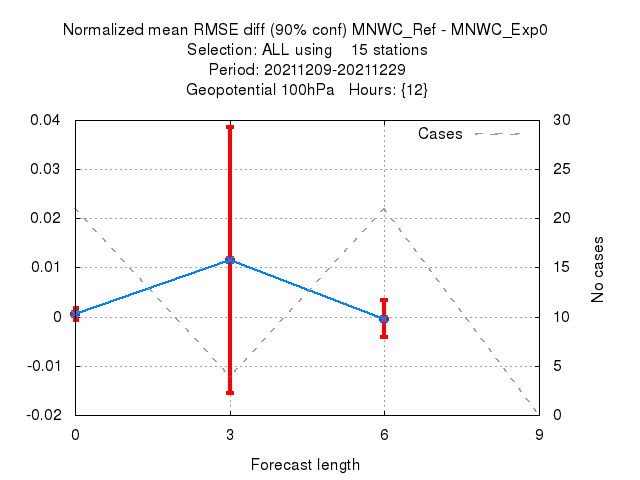 Normalized mean RMSE diff (90% conf) MNWC_Ref - MNWC_Exp0
Selection: ALL using 15 stations
Period: 20211209-20211229
Geopotential 100hPa Hours: {12}
Cases
0.04
0.03
0.02
0.01
0
-0.01
-0.02
30
25
20
15
10
5
0
No cases
0
3
6
9
Forecast length